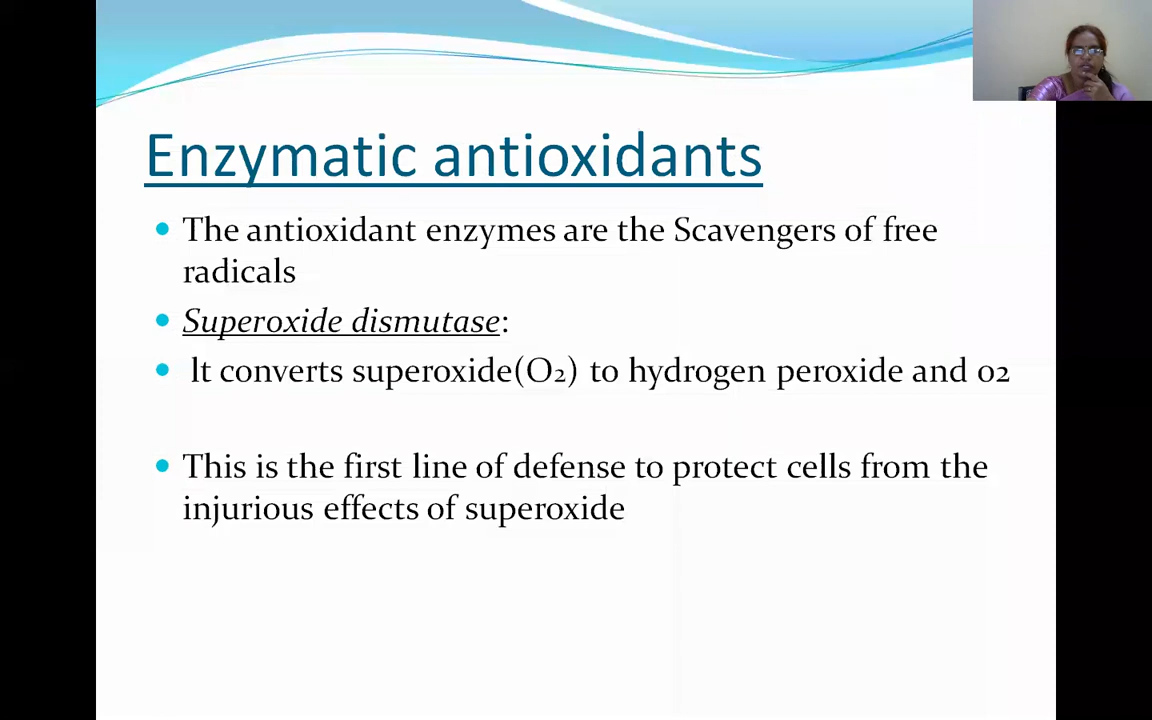 Enzymatic antioxidants
• The antioxidant enzymes are the Scavengers of free
radicals
• Superoxide dismutase:
• lt converts superoxide(O2) to hydrogen peroxide and o2
• This is the first line of defense to protect cells from the
injurious effects of superoxide